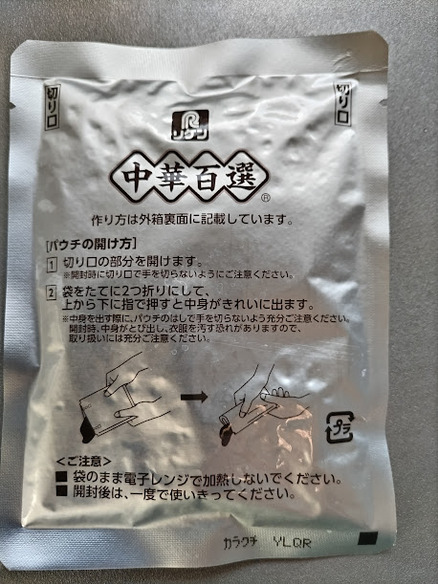 切り口
切り口
R
リケン
中華百選
®
作り方は外箱裏面に記載しています。
[パウチの開け方]
1 切り口の部分を開けます。
※開封時に切り口で手を切らないようにご注意ください。
2 袋をたてに2つ折りにして、
上から下に指で押すと中身がきれいに出ます。
※中身を出す際に、パウチのはしで手を切らないよう充分ご注意ください。
開封時、中身がとび出し、衣服を汚す恐れがありますので、
取り扱いには充分ご注意ください。
プラ
<ご注意>
■ 袋のまま電子レンジで加熱しないでください。
■ 開封後は、一度で使いきってください。
カラクチ YLQR